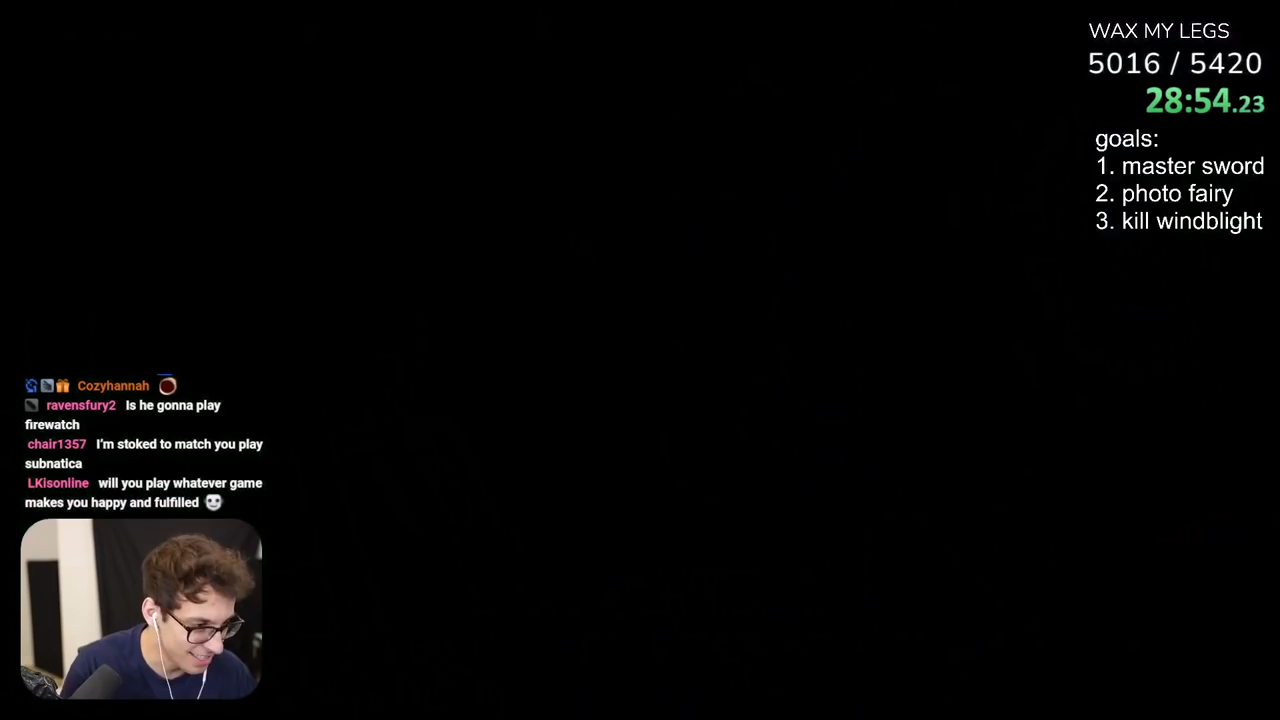 WAX MY LEGS
5016 / 5420
28:54.23
goals:
1. master sword
2. photo fairy
3. kill windblight
Cozyhannah
ravensfury2 Is he gonna play
firewatch
chair1357 I'm stoked to match you play
subnatica
LKisonline will you play whatever game
makes you happy and fulfilled